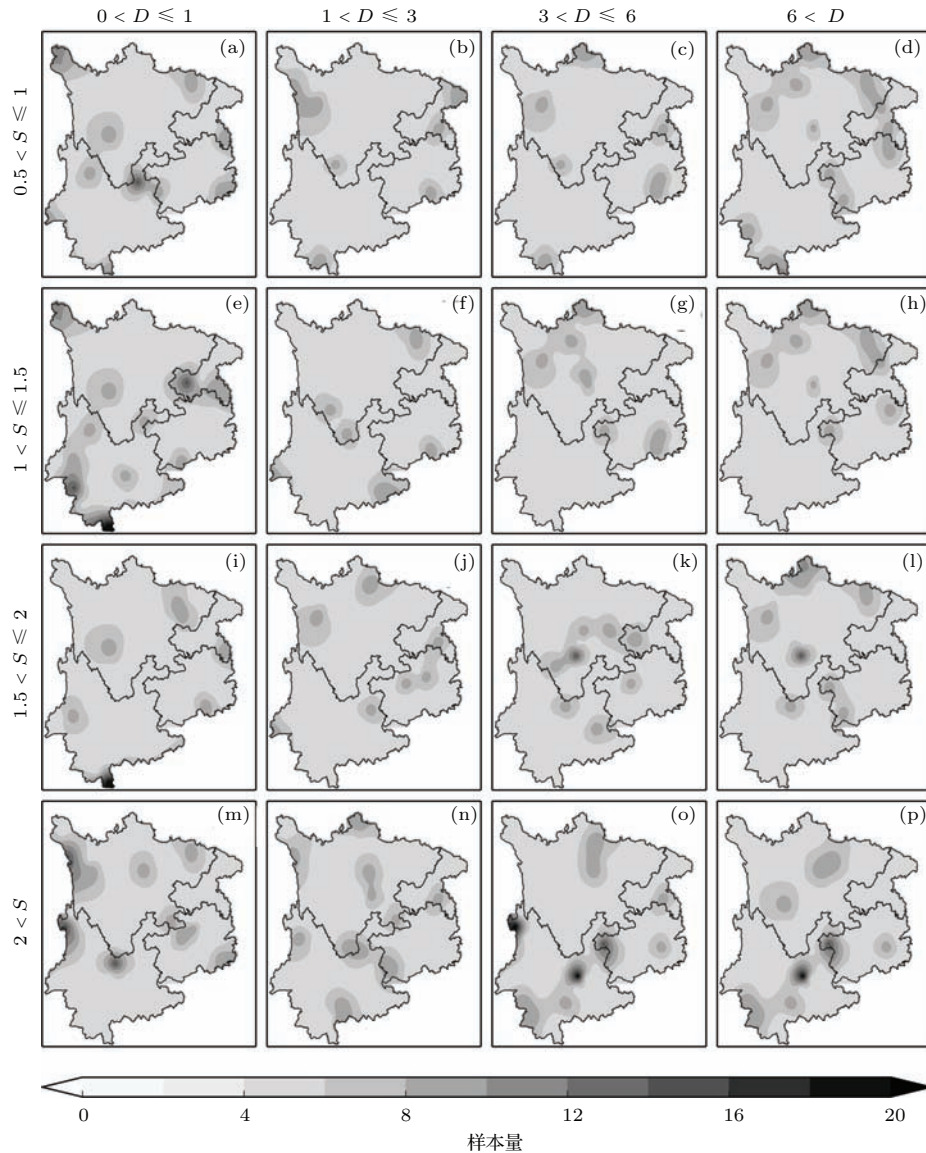 0 < D ⩽ 1 1 < D ⩽ 3 3 < D ⩽ 6 6 < D
0.5 < S ⩽ 1
(a) (b) (c) (d)
1 < S ⩽ 1.5
(e) (f) (g) (h)
1.5 < S ⩽ 2
(i) (j) (k) (l)
2 < S
(m) (n) (o) (p)
0 4 8 12 16 20
样本量